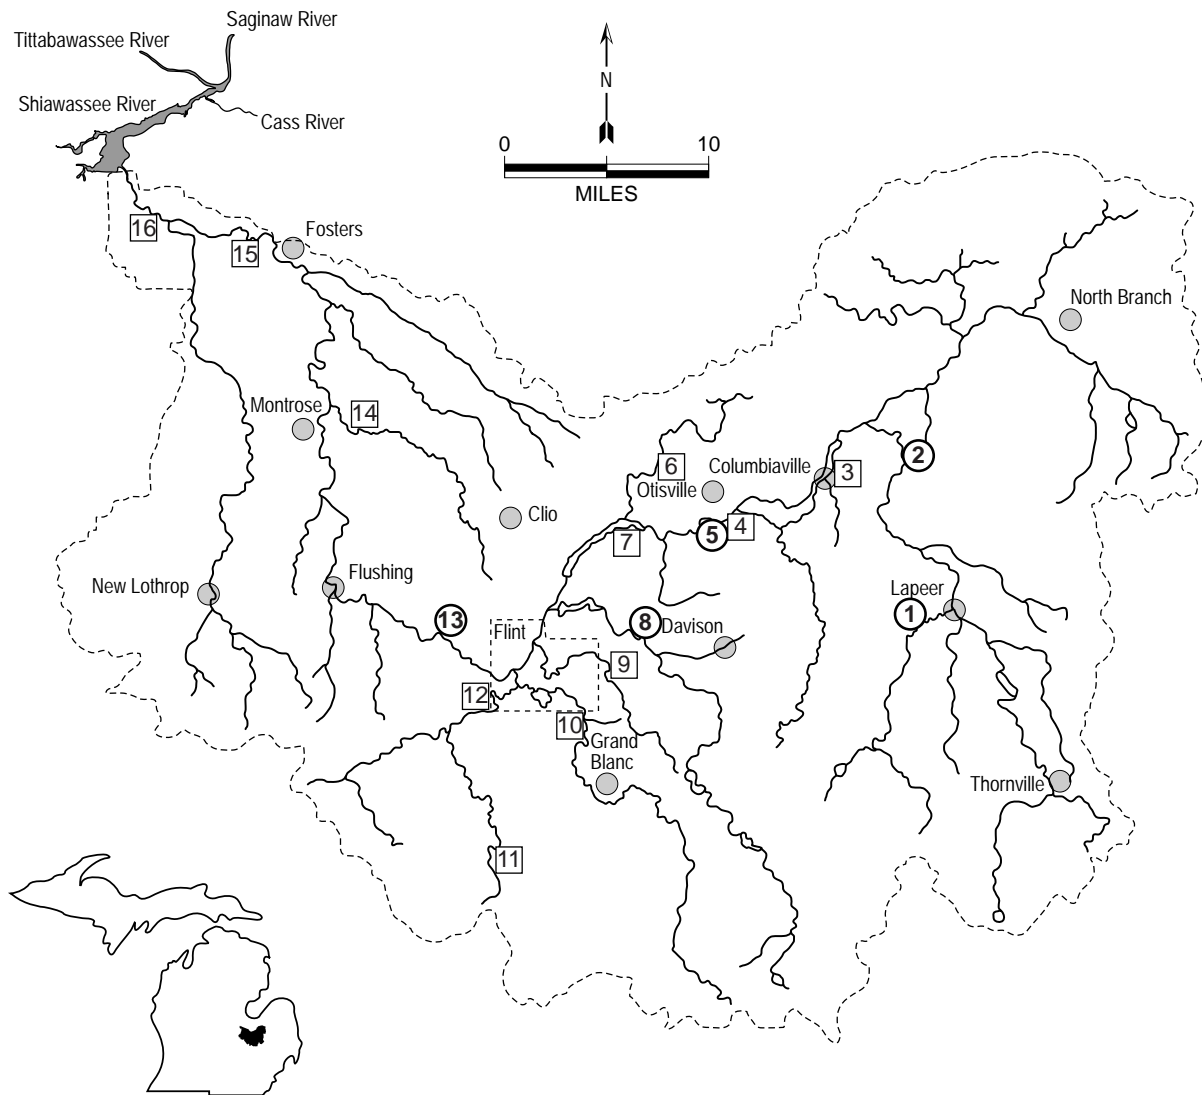 Saginaw River
Tittabawassee River
Shiawassee River
Cass River
N
0 10
MILES
16
15
Fosters
North Branch
Montrose
14
2
6
Columbiaville
3
Otisville
Clio
4
5
7
New Lothrop
Flushing
Lapeer
1
13
8
Flint
Davison
9
12
10
Grand
Blanc
Thornville
11